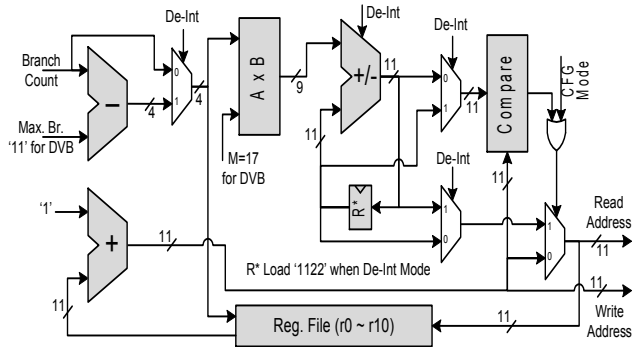 De-Int
Branch
Count
0
1
4
4
−
Max. Br.
'11' for DVB
A x B
9
M=17
for DVB
De-Int
+/-
11
11
De-Int
0
1
11
Compare
CFG
Mode
11
R*
De-Int
1
0
1
0
Read
Address
11
11
Write
Address
'1'
+
11
R* Load '1122' when De-Int Mode
11
Reg. File (r0 ~ r10)
11